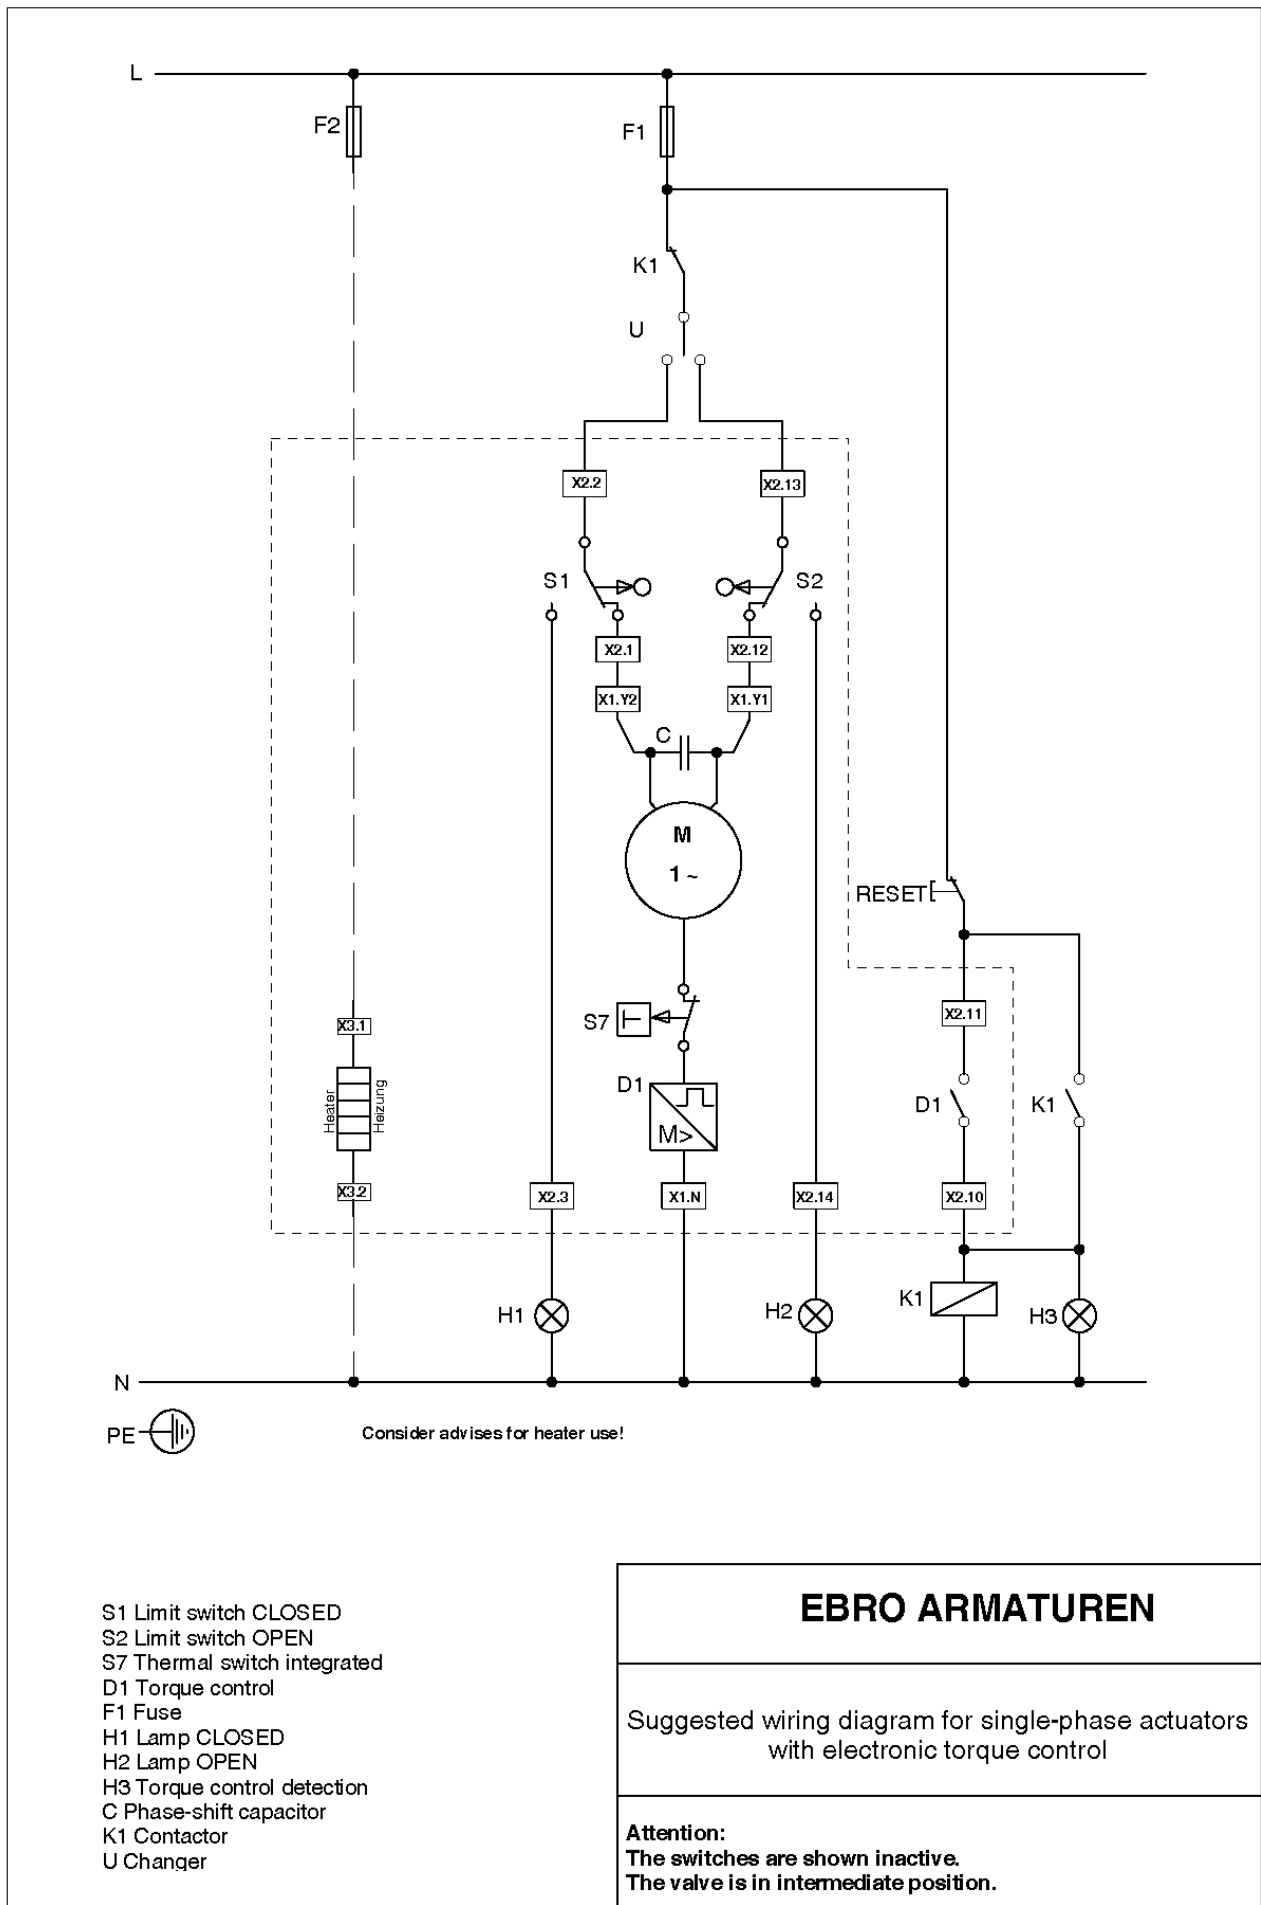 L
F2
F1
K1
U
X2.2
X2.13
S1
S2
X2.1
X2.12
X1.Y2
X1.Y1
C
M
1 ~
RESET
X3.1
S7
X2.11
Heater
Heizung
D1
M>
D1
K1
X3.2
X2.3
X1.N
X2.14
X2.10
H1
H2
K1
H3
N
PE
Consider advises for heater use!
S1 Limit switch CLOSED
S2 Limit switch OPEN
S7 Thermal switch integrated
D1 Torque control
F1 Fuse
H1 Lamp CLOSED
H2 Lamp OPEN
H3 Torque control detection
C Phase-shift capacitor
K1 Contactor
U Changer
EBRO ARMATUREN
Suggested wiring diagram for single-phase actuators
with electronic torque control
Attention:
The switches are shown inactive.
The valve is in intermediate position.